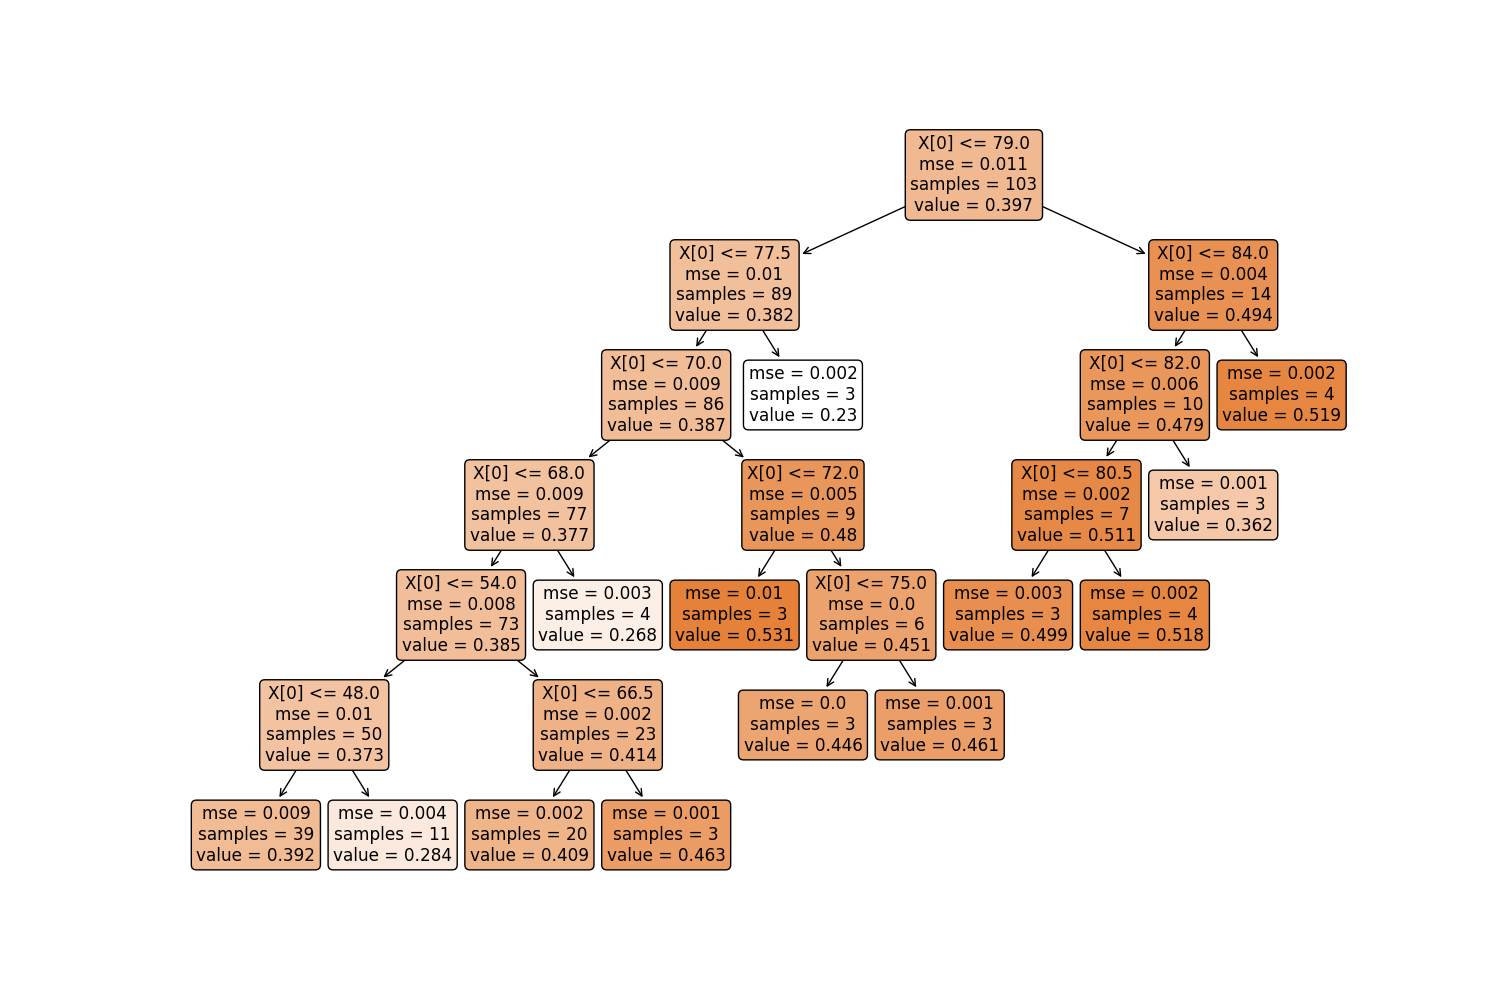 X[0] <= 79.0
mse = 0.011
samples = 103
value = 0.397
X[0] <= 77.5
mse = 0.01
samples = 89
value = 0.382
X[0] <= 84.0
mse = 0.004
samples = 14
value = 0.494
X[0] <= 70.0
mse = 0.009
samples = 86
value = 0.387
mse = 0.002
samples = 3
value = 0.23
X[0] <= 82.0
mse = 0.006
samples = 10
value = 0.479
mse = 0.002
samples = 4
value = 0.519
X[0] <= 68.0
mse = 0.009
samples = 77
value = 0.377
X[0] <= 72.0
mse = 0.005
samples = 9
value = 0.48
X[0] <= 80.5
mse = 0.002
samples = 7
value = 0.511
mse = 0.001
samples = 3
value = 0.362
X[0] <= 54.0
mse = 0.008
samples = 73
value = 0.385
mse = 0.003
samples = 4
value = 0.268
mse = 0.01
samples = 3
value = 0.531
X[0] <= 75.0
mse = 0.0
samples = 6
value = 0.451
mse = 0.003
samples = 3
value = 0.499
mse = 0.002
samples = 4
value = 0.518
X[0] <= 48.0
mse = 0.01
samples = 50
value = 0.373
X[0] <= 66.5
mse = 0.002
samples = 23
value = 0.414
mse = 0.0
samples = 3
value = 0.446
mse = 0.001
samples = 3
value = 0.461
mse = 0.009
samples = 39
value = 0.392
mse = 0.004
samples = 11
value = 0.284
mse = 0.002
samples = 20
value = 0.409
mse = 0.001
samples = 3
value = 0.463